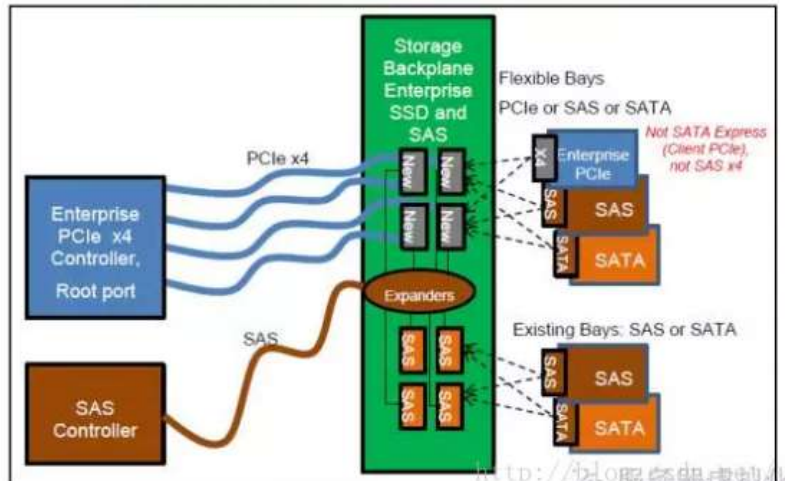 Storage
Backplane
Enterprise
SSD and
SAS
Flexible Bays
PCIe or SAS or SATA
Not SATA Express
(Client PCIe),
not SAS x4
PCIe x4
New
New
New
New
X4
Enterprise
PCIe
SAS
SAS
SATA
SATA
Enterprise
PCIe x4
Controller,
Root port
Expanders
SAS
Existing Bays: SAS or SATA
SAS
SAS
SAS
SAS
SAS
SAS
SATA
SATA
SAS
Controller